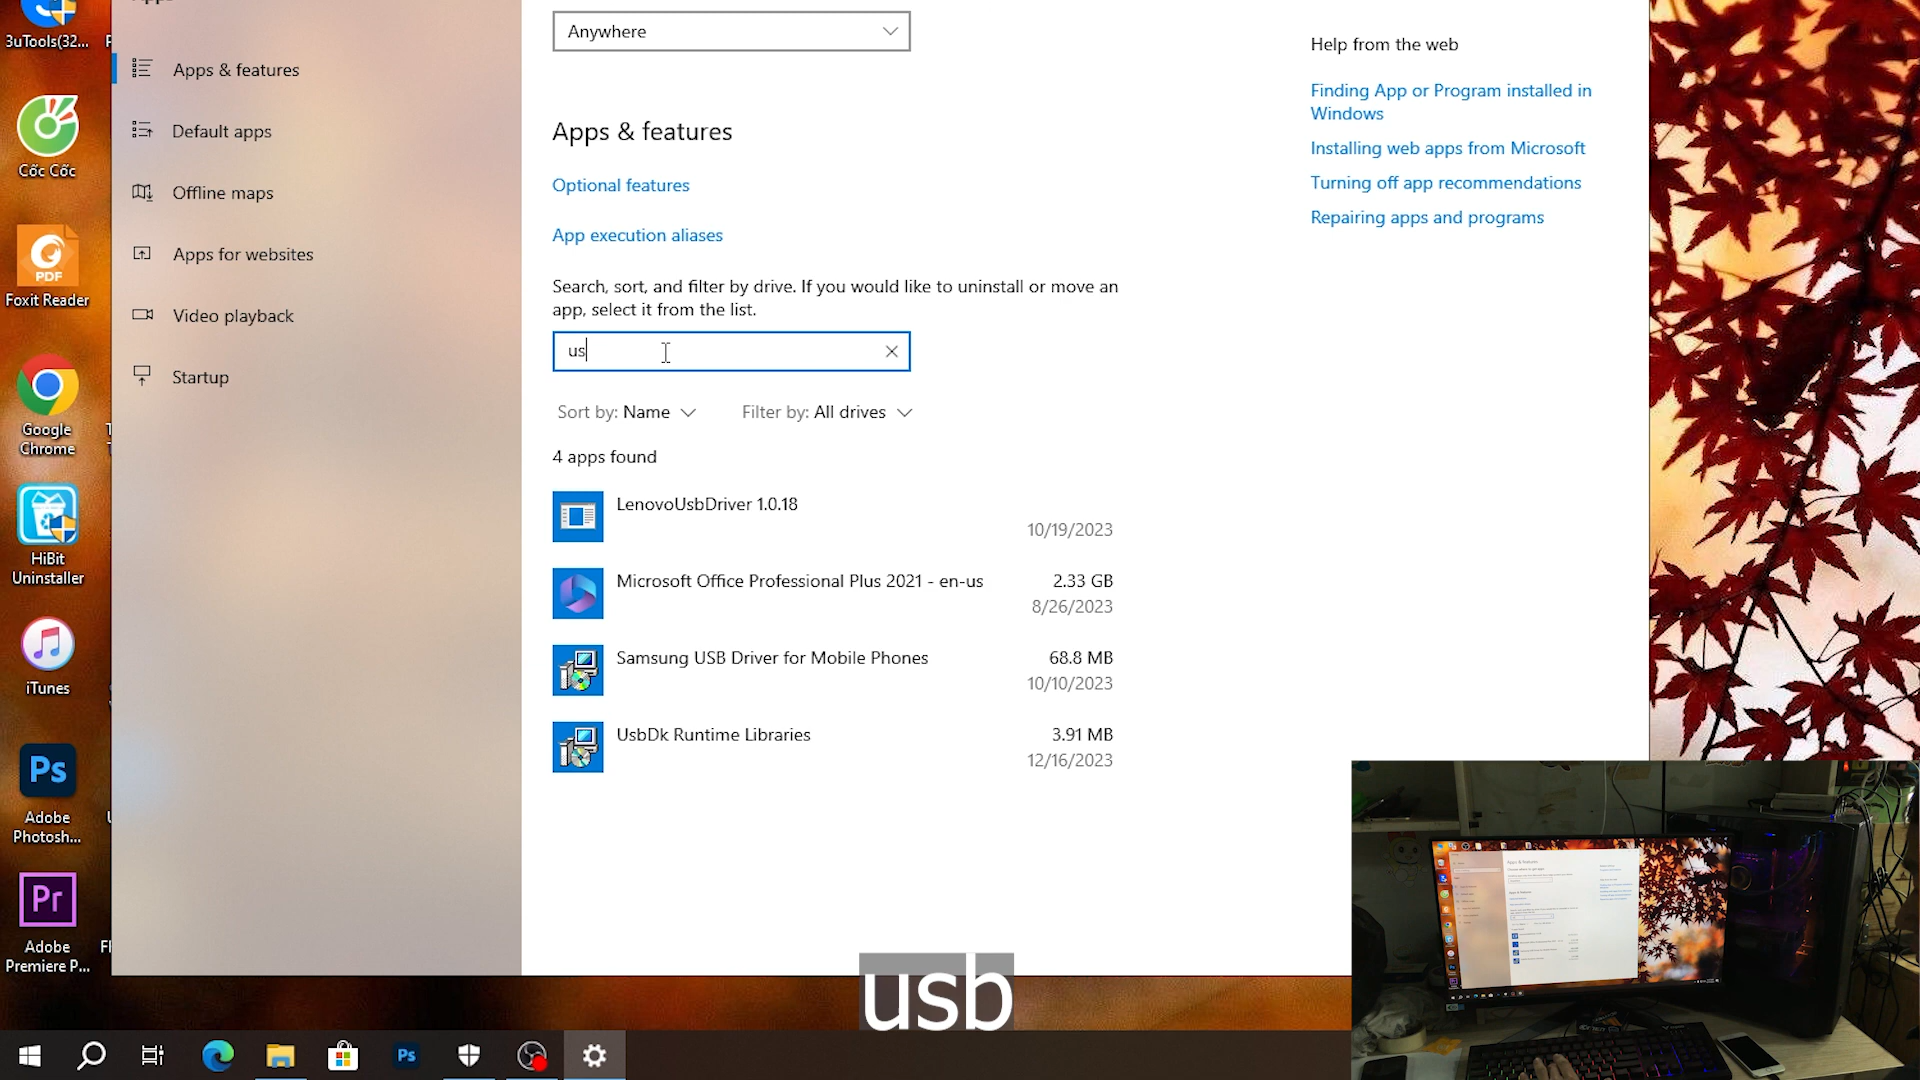 3uTools(32...
Cốc Cốc
PDF
Foxit Reader
Google
Chrome
HiBit
Uninstaller
iTunes
Ps
Adobe
Photosh...
Pr
Adobe
Premiere P...
Apps & features
Default apps
Offline maps
Apps for websites
Video playback
Startup
Anywhere
Apps & features
Optional features
App execution aliases
Search, sort, and filter by drive. If you would like to uninstall or move an
app, select it from the list.
us
Sort by: Name
Filter by: All drives
4 apps found
LenovoUsbDriver 1.0.18
10/19/2023
Microsoft Office Professional Plus 2021 - en-us
2.33 GB
8/26/2023
Samsung USB Driver for Mobile Phones
68.8 MB
10/10/2023
UsbDk Runtime Libraries
3.91 MB
12/16/2023
Help from the web
Finding App or Program installed in
Windows
Installing web apps from Microsoft
Turning off app recommendations
Repairing apps and programs
usb
Ps